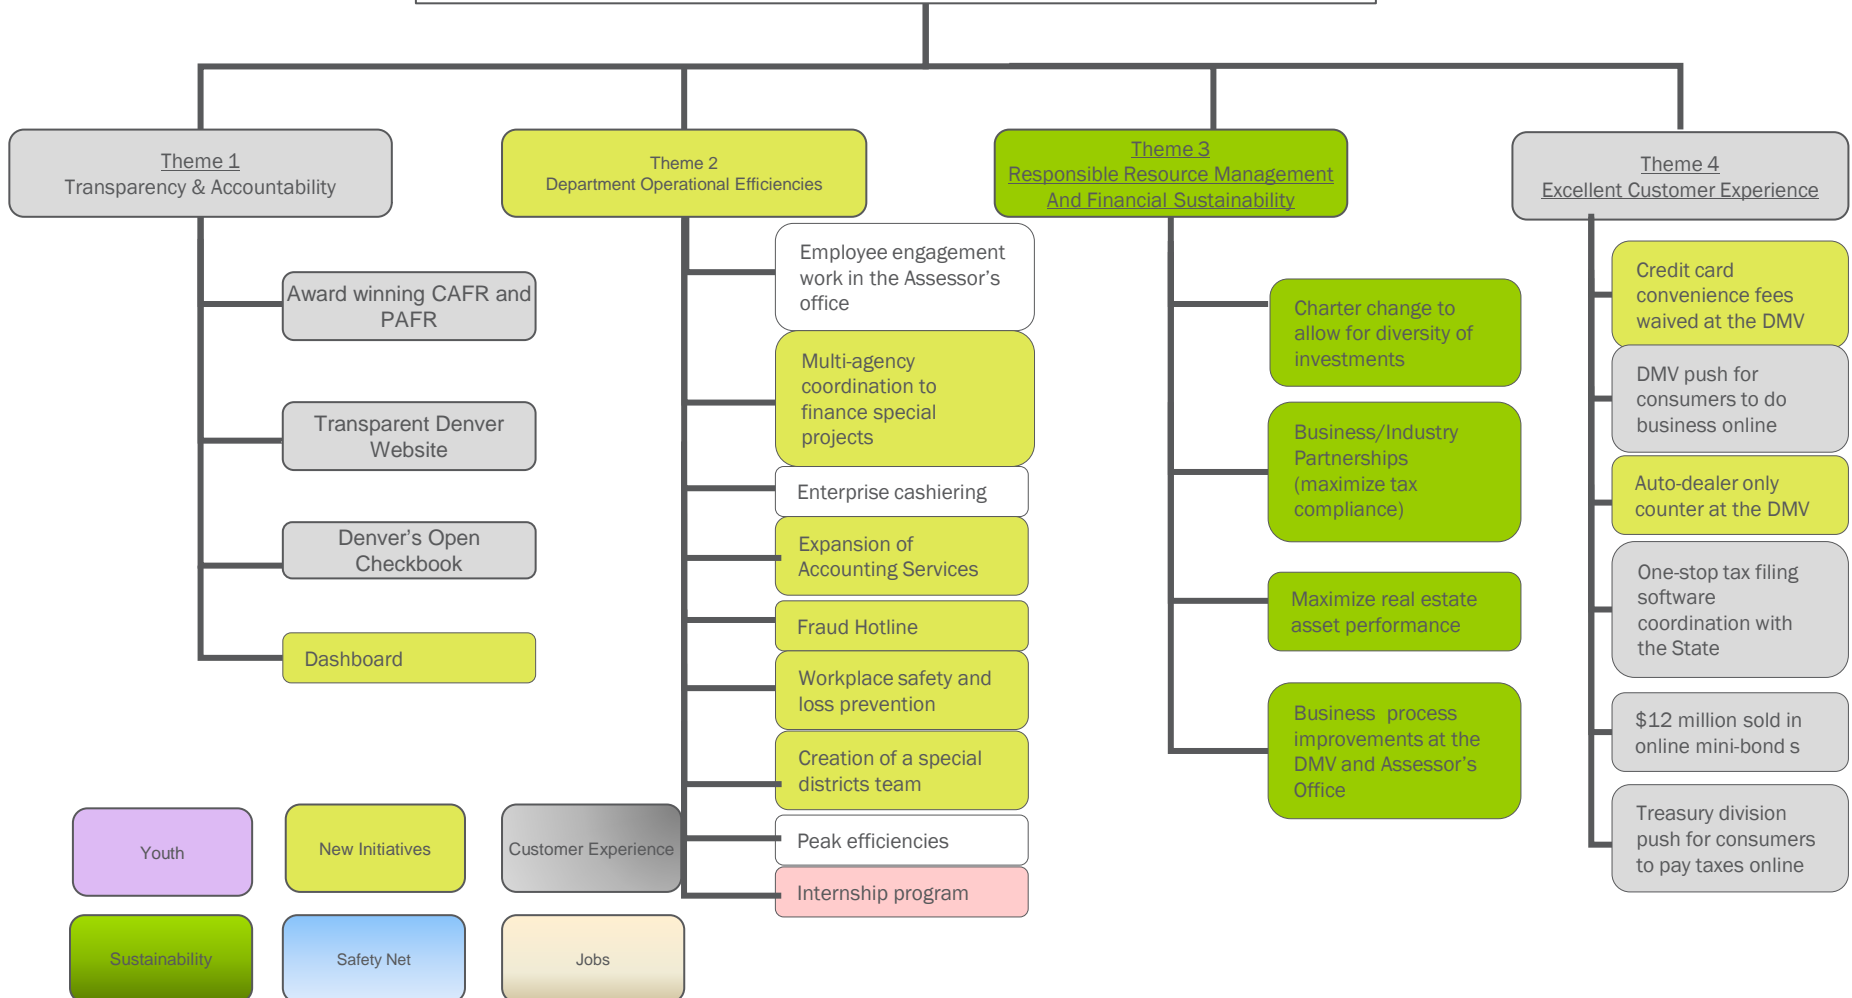 Theme 1
Transparency & Accountability
Award winning CAFR and
PAFR
Transparent Denver
Website
Denver's Open
Checkbook
Dashboard
Theme 2
Department Operational Efficiencies
Employee engagement
work in the Assessor's
office
Multi-agency
coordination to
finance special
projects
Enterprise cashiering
Expansion of
Accounting Services
Fraud Hotline
Workplace safety and
loss prevention
Creation of a special
districts team
Peak efficiencies
Internship program
Theme 3
Responsible Resource Management
And Financial Sustainability
Charter change to
allow for diversity of
investments
Business/Industry
Partnerships
(maximize tax
compliance)
Maximize real estate
asset performance
Business process
improvements at the
DMV and Assessor's
Office
Theme 4
Excellent Customer Experience
Credit card
convenience fees
waived at the DMV
DMV push for
consumers to do
business online
Auto-dealer only
counter at the DMV
One-stop tax filing
software
coordination with
the State
$12 million sold in
online mini-bond s
Treasury division
push for consumers
to pay taxes online
Youth
New Initiatives
Customer Experience
Sustainability
Safety Net
Jobs